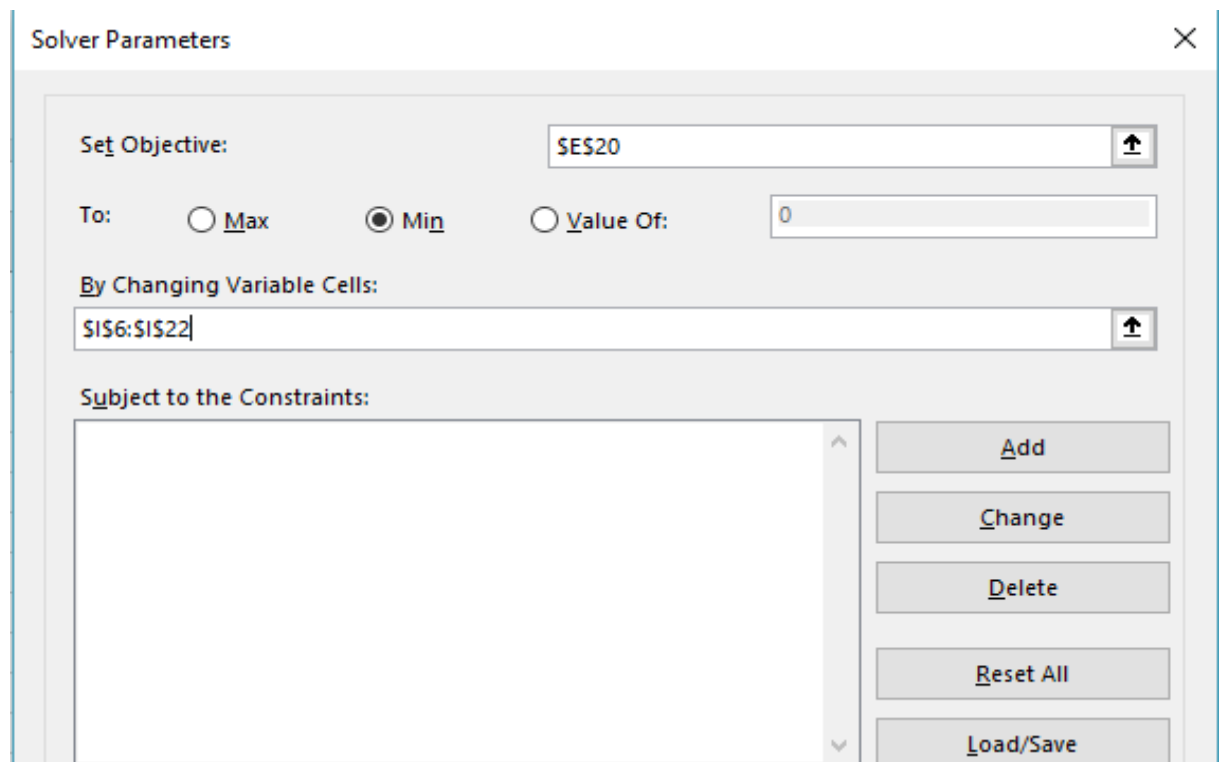 Solver Parameters
Set Objective: $E$20
To: Max Min Value Of: 0
By Changing Variable Cells:
$I$6:$I$22
Subject to the Constraints:
Add
Change
Delete
Reset All
Load/Save